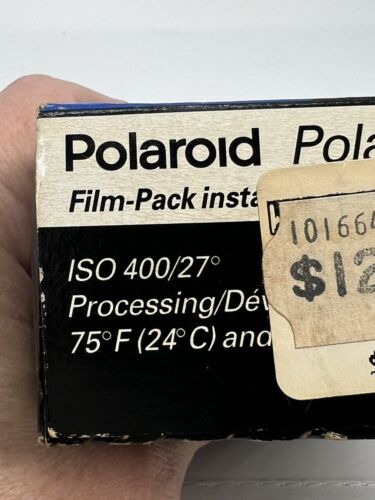 Polaroid Pola
Film-Pack insta
101664
$12
ISO 400/27°
Processing/Dév
75°F (24°C) and